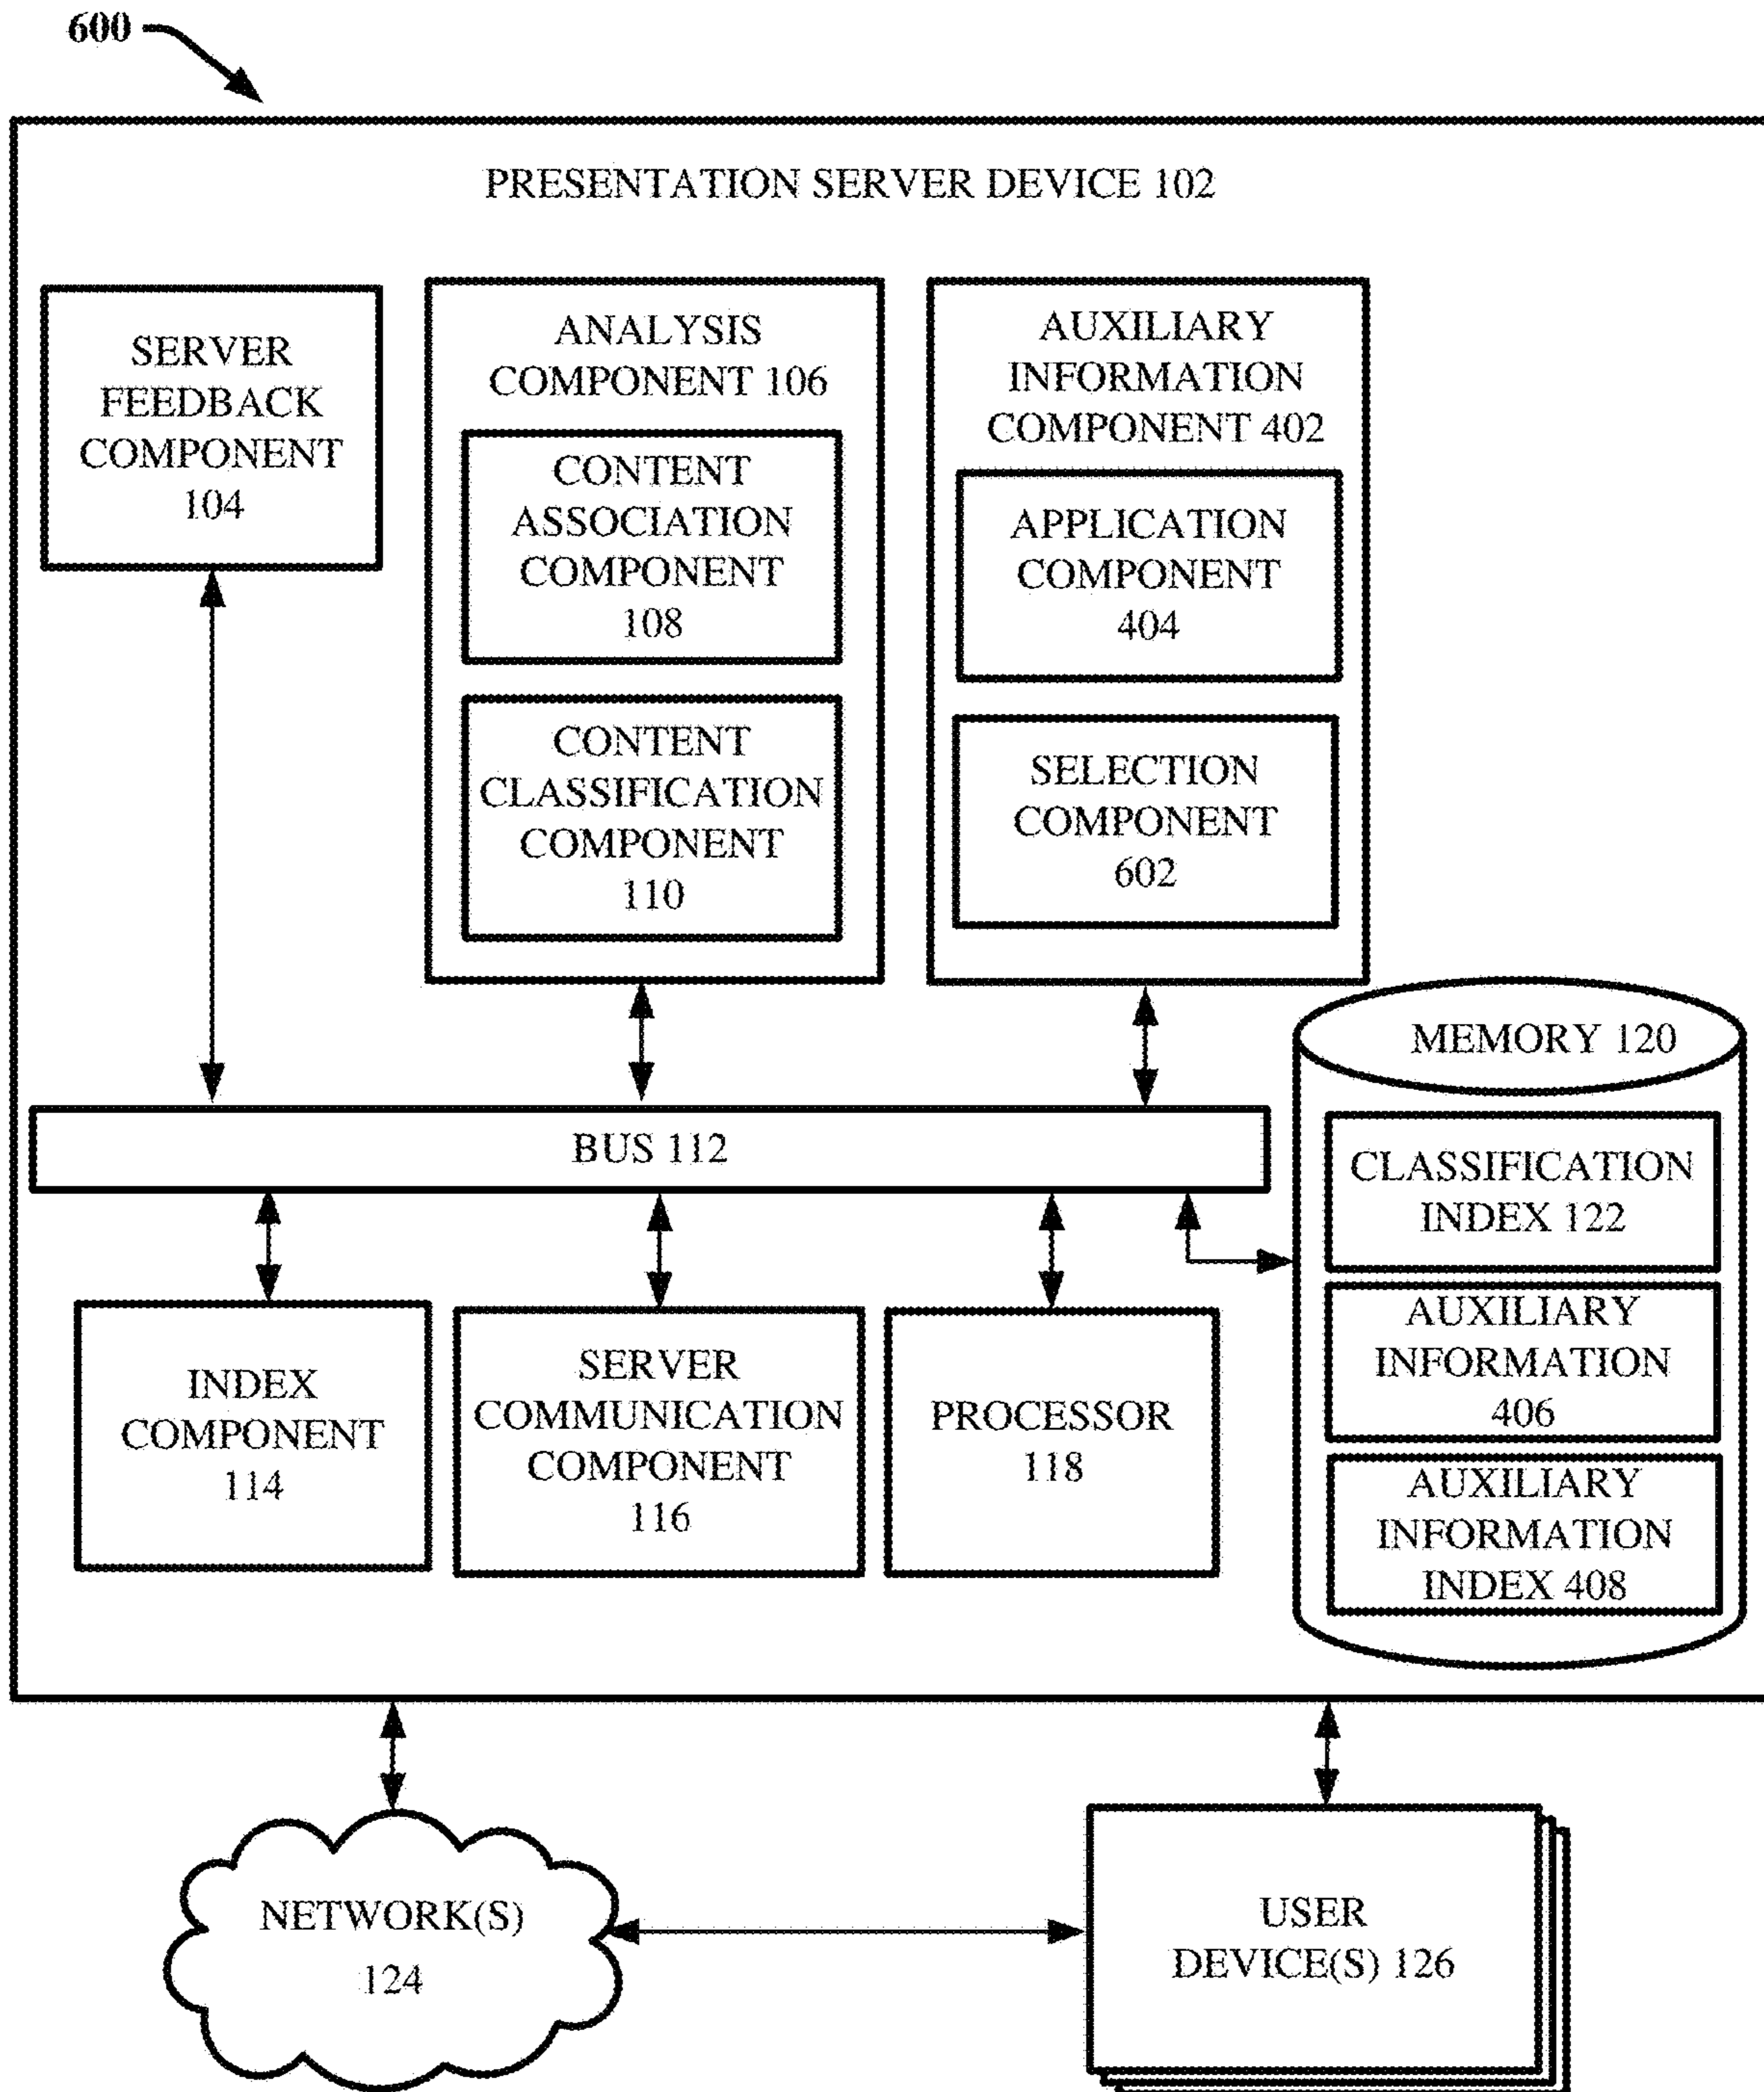 600
PRESENTATION SERVER DEVICE 102
SERVER
FEEDBACK
COMPONENT
104
ANALYSIS
COMPONENT 106
CONTENT
ASSOCIATION
COMPONENT
108
CONTENT
CLASSIFICATION
COMPONENT
110
AUXILIARY
INFORMATION
COMPONENT 402
APPLICATION
COMPONENT
404
SELECTION
COMPONENT
602
MEMORY 120
CLASSIFICATION
INDEX 122
AUXILIARY
INFORMATION
406
AUXILIARY
INFORMATION
INDEX 408
BUS 112
INDEX
COMPONENT
114
SERVER
COMMUNICATION
COMPONENT
116
PROCESSOR
118
NETWORK(S)
124
USER
DEVICE(S) 126